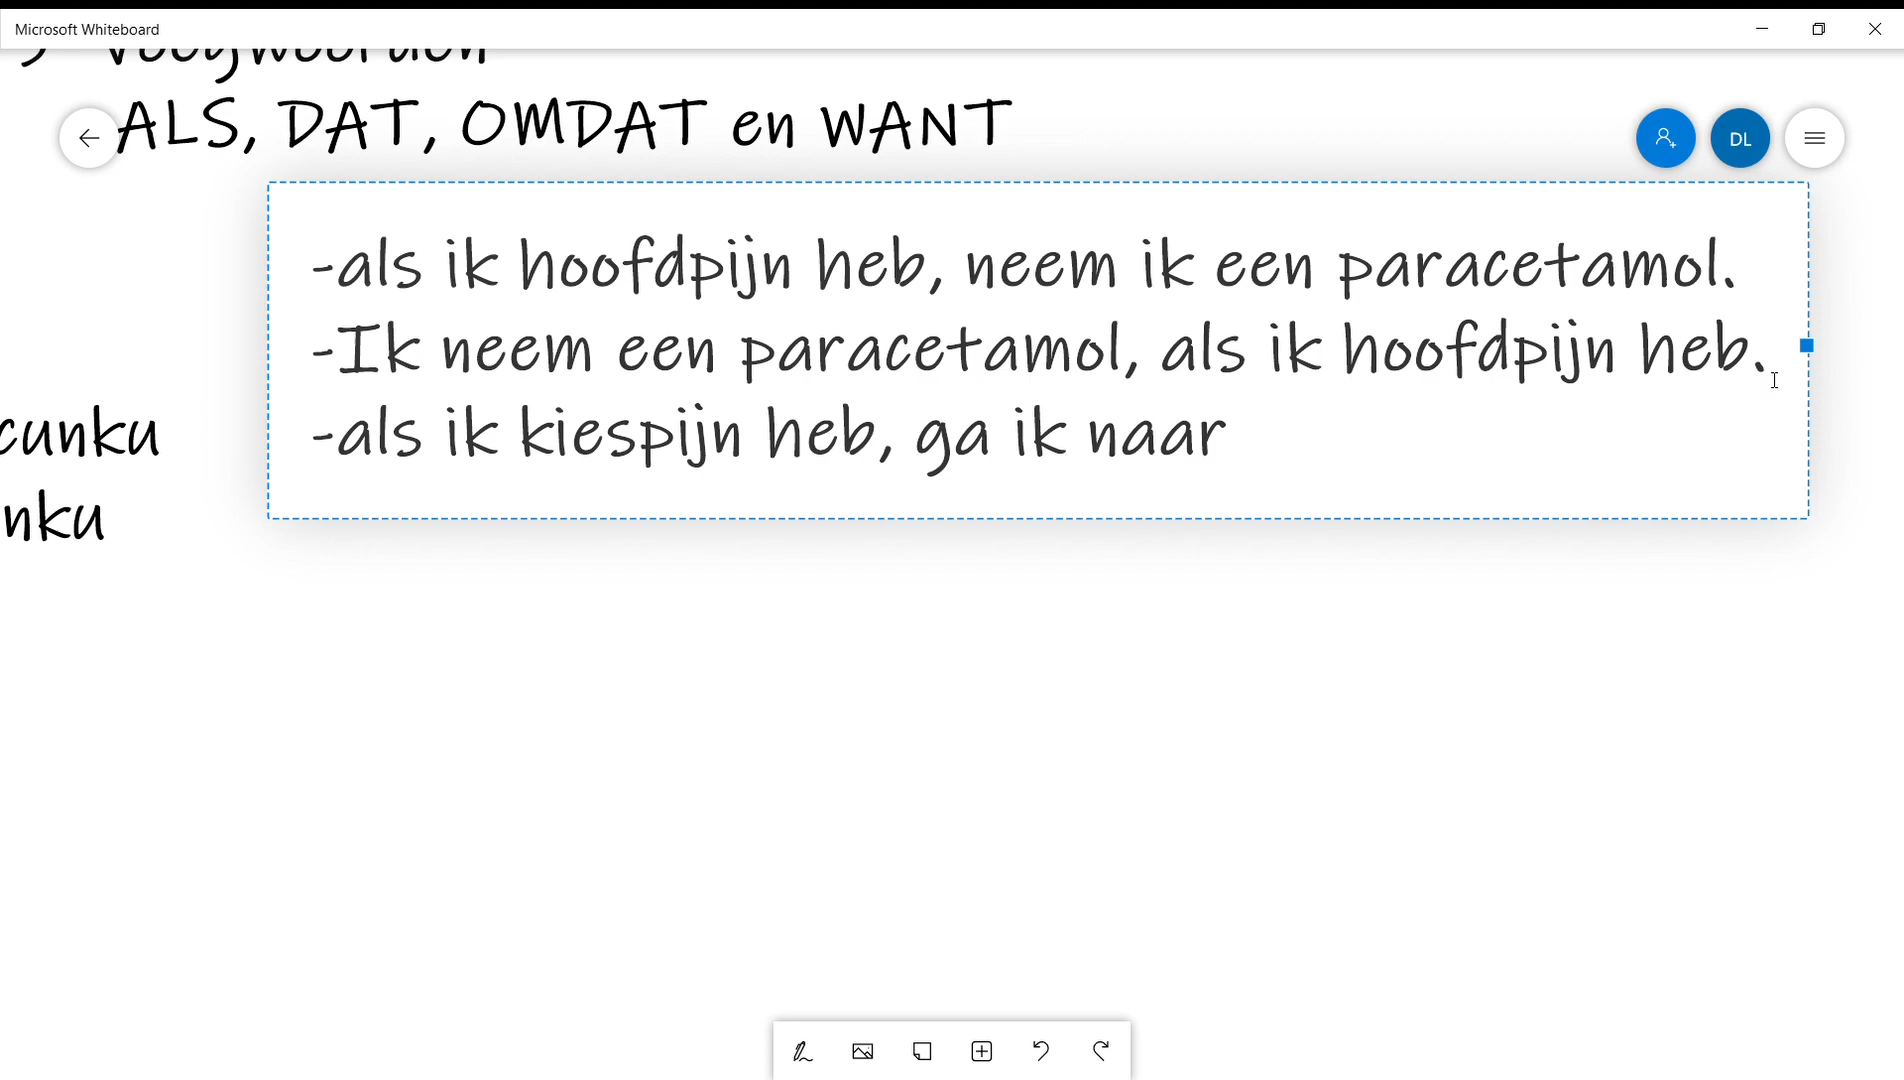 Microsoft Whiteboard
Voegwoorden
ALS, DAT, OMDAT en WANT
DL
-als ik hoofdpijn heb, neem ik een paracetamol.
-Ik neem een paracetamol, als ik hoofdpijn heb.
-als ik kiespijn heb, ga ik naar
cunku
nku